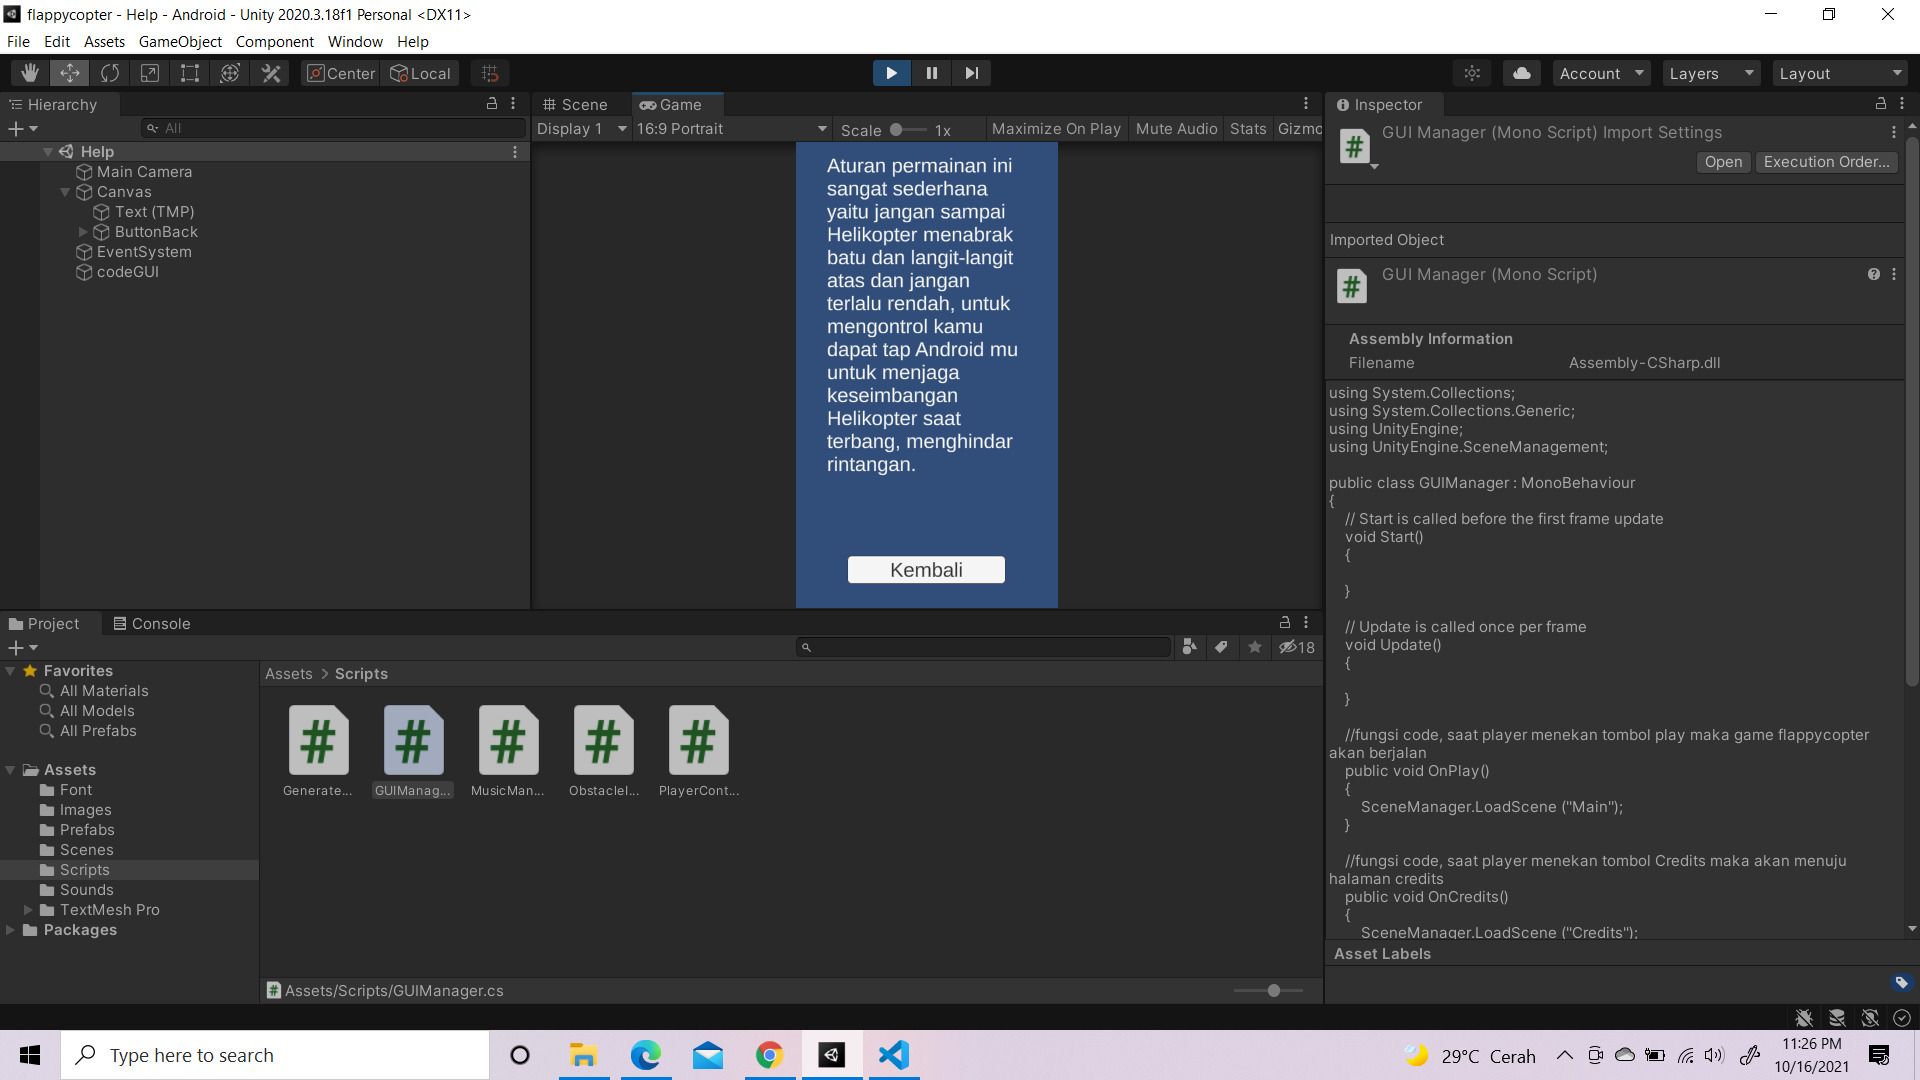 flappycopter - Help - Android - Unity 2020.3.18f1 Personal <DX11>
File Edit Assets GameObject Component Window Help
Center Local
Account Layers Layout
Hierarchy
All
Help
Main Camera
Canvas
Text (TMP)
ButtonBack
EventSystem
codeGUI
Scene Game
Display 1 16:9 Portrait Scale 1x Maximize On Play Mute Audio Stats Gizmo
Aturan permainan ini
sangat sederhana
yaitu jangan sampai
Helikopter menabrak
batu dan langit-langit
atas dan jangan
terlalu rendah, untuk
mengontrol kamu
dapat tap Android mu
untuk menjaga
keseimbangan
Helikopter saat
terbang, menghindar
rintangan.
Kembali
Inspector
GUI Manager (Mono Script) Import Settings
Open Execution Order...
Imported Object
GUI Manager (Mono Script)
Assembly Information
Filename Assembly-CSharp.dll
using System.Collections;
using System.Collections.Generic;
using UnityEngine;
using UnityEngine.SceneManagement;
public class GUIManager : MonoBehaviour
{
// Start is called before the first frame update
void Start()
{
}
// Update is called once per frame
void Update()
{
}
//fungsi code, saat player menekan tombol play maka game flappycopter
akan berjalan
public void OnPlay()
{
SceneManager.LoadScene ("Main");
}
//fungsi code, saat player menekan tombol Credits maka akan menuju
halaman credits
public void OnCredits()
{
SceneManager.LoadScene ("Credits");
Asset Labels
Project Console
18
Favorites
All Materials
All Models
All Prefabs
Assets
Font
Images
Prefabs
Scenes
Scripts
Sounds
TextMesh Pro
Packages
Assets > Scripts
Generate... GUIManag... MusicMan... ObstacleI... PlayerCont...
Assets/Scripts/GUIManager.cs
Type here to search
29°C Cerah
11:26 PM
10/16/2021